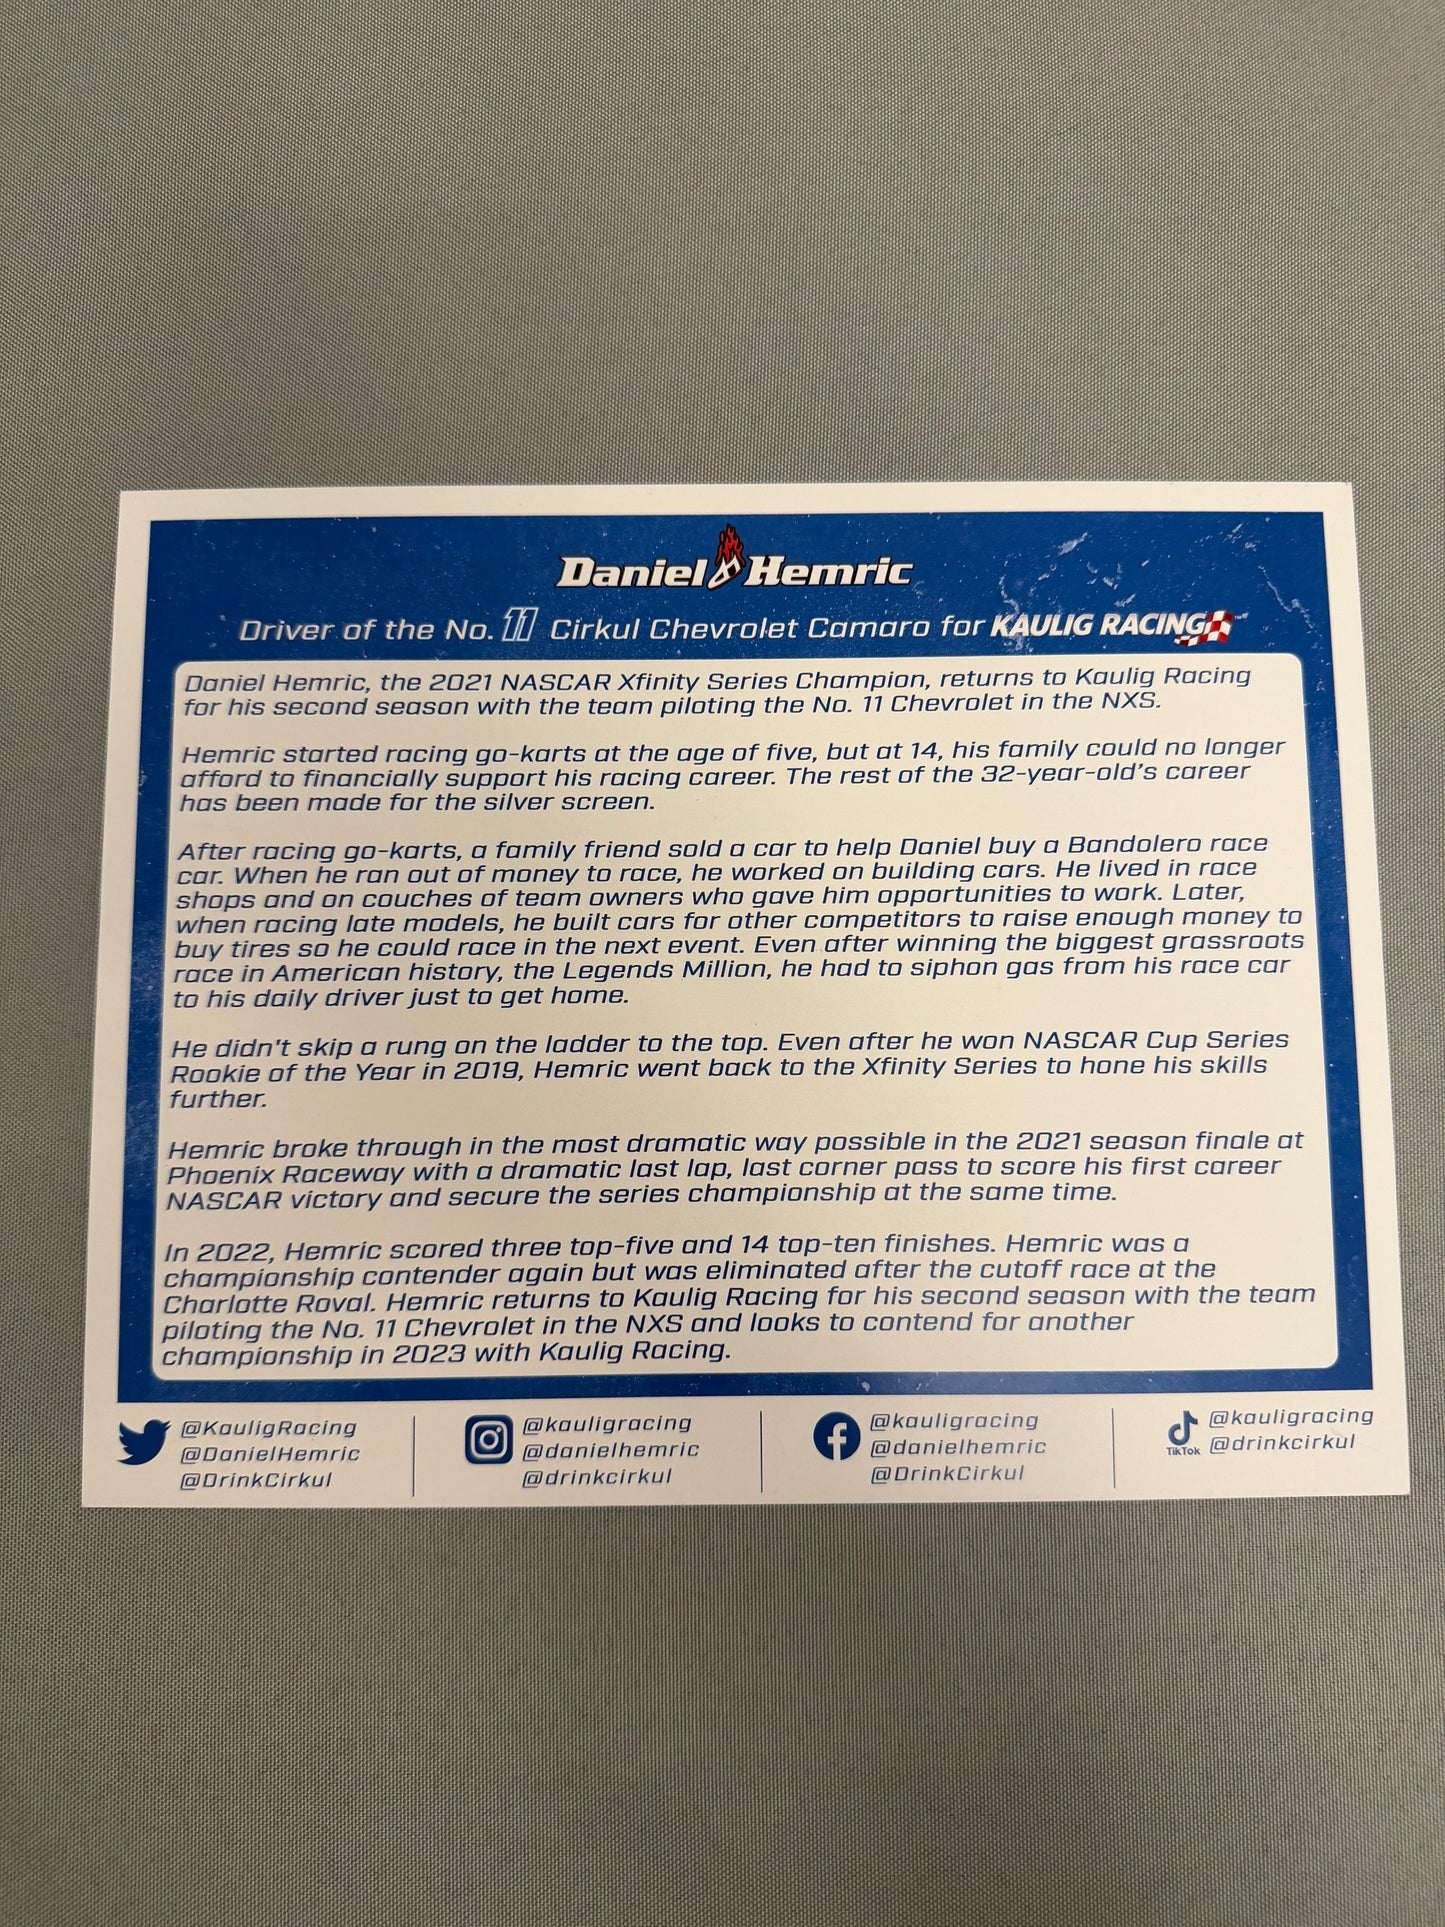 Daniel Hemric
Driver of the No. 11 Cirkul Chevrolet Camaro for KAULIG RACING
Daniel Hemric, the 2021 NASCAR Xfinity Series Champion, returns to Kaulig Racing
for his second season with the team piloting the No. 11 Chevrolet in the NXS.
Hemric started racing go-karts at the age of five, but at 14, his family could no longer
afford to financially support his racing career. The rest of the 32-year-old's career
has been made for the silver screen.
After racing go-karts, a family friend sold a car to help Daniel buy a Bandolero race
car. When he ran out of money to race, he worked on building cars. He lived in race
shops and on couches of team owners who gave him opportunities to work. Later,
when racing late models, he built cars for other competitors to raise enough money to
buy tires so he could race in the next event. Even after winning the biggest grassroots
race in American history, the Legends Million, he had to siphon gas from his race car
to his daily driver just to get home.
He didn't skip a rung on the ladder to the top. Even after he won NASCAR Cup Series
Rookie of the Year in 2019, Hemric went back to the Xfinity Series to hone his skills
further.
Hemric broke through in the most dramatic way possible in the 2021 season finale at
Phoenix Raceway with a dramatic last lap, last corner pass to score his first career
NASCAR victory and secure the series championship at the same time.
In 2022, Hemric scored three top-five and 14 top-ten finishes. Hemric was a
championship contender again but was eliminated after the cutoff race at the
Charlotte Roval. Hemric returns to Kaulig Racing for his second season with the team
piloting the No. 11 Chevrolet in the NXS and looks to contend for another
championship in 2023 with Kaulig Racing.
@KauligRacing
@DanielHemric
@DrinkCirkul
@kauligracing
@danielhemric
@drinkcirkul
@kauligracing
@danielhemric
@DrinkCirkul
TikTok
@kauligracing
@drinkcirkul